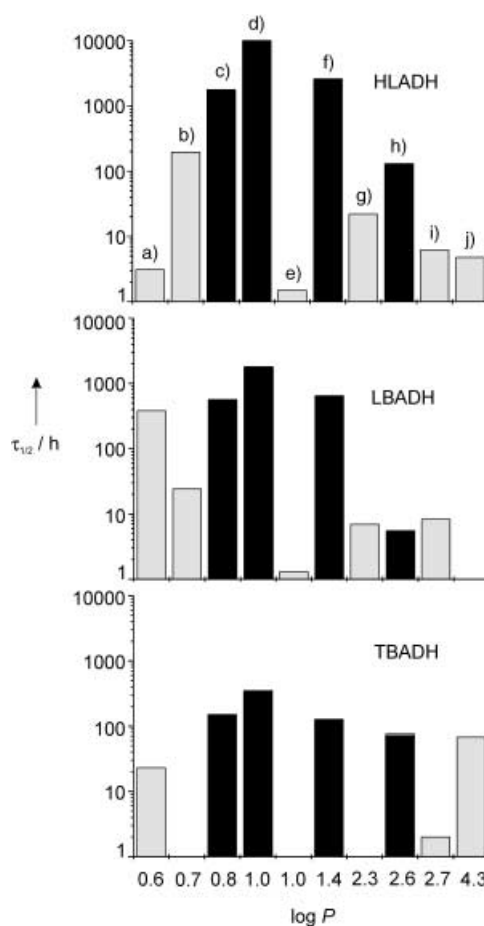 10000
1000
100
10
1
a)
b)
c)
d)
e)
f)
g)
h)
i)
j)
HLADH
10000
1000
100
10
1
LBADH
τ1/2 / h
10000
1000
100
10
1
TBADH
0.6 0.7 0.8 1.0 1.0 1.4 2.3 2.6 2.7 4.3
log P